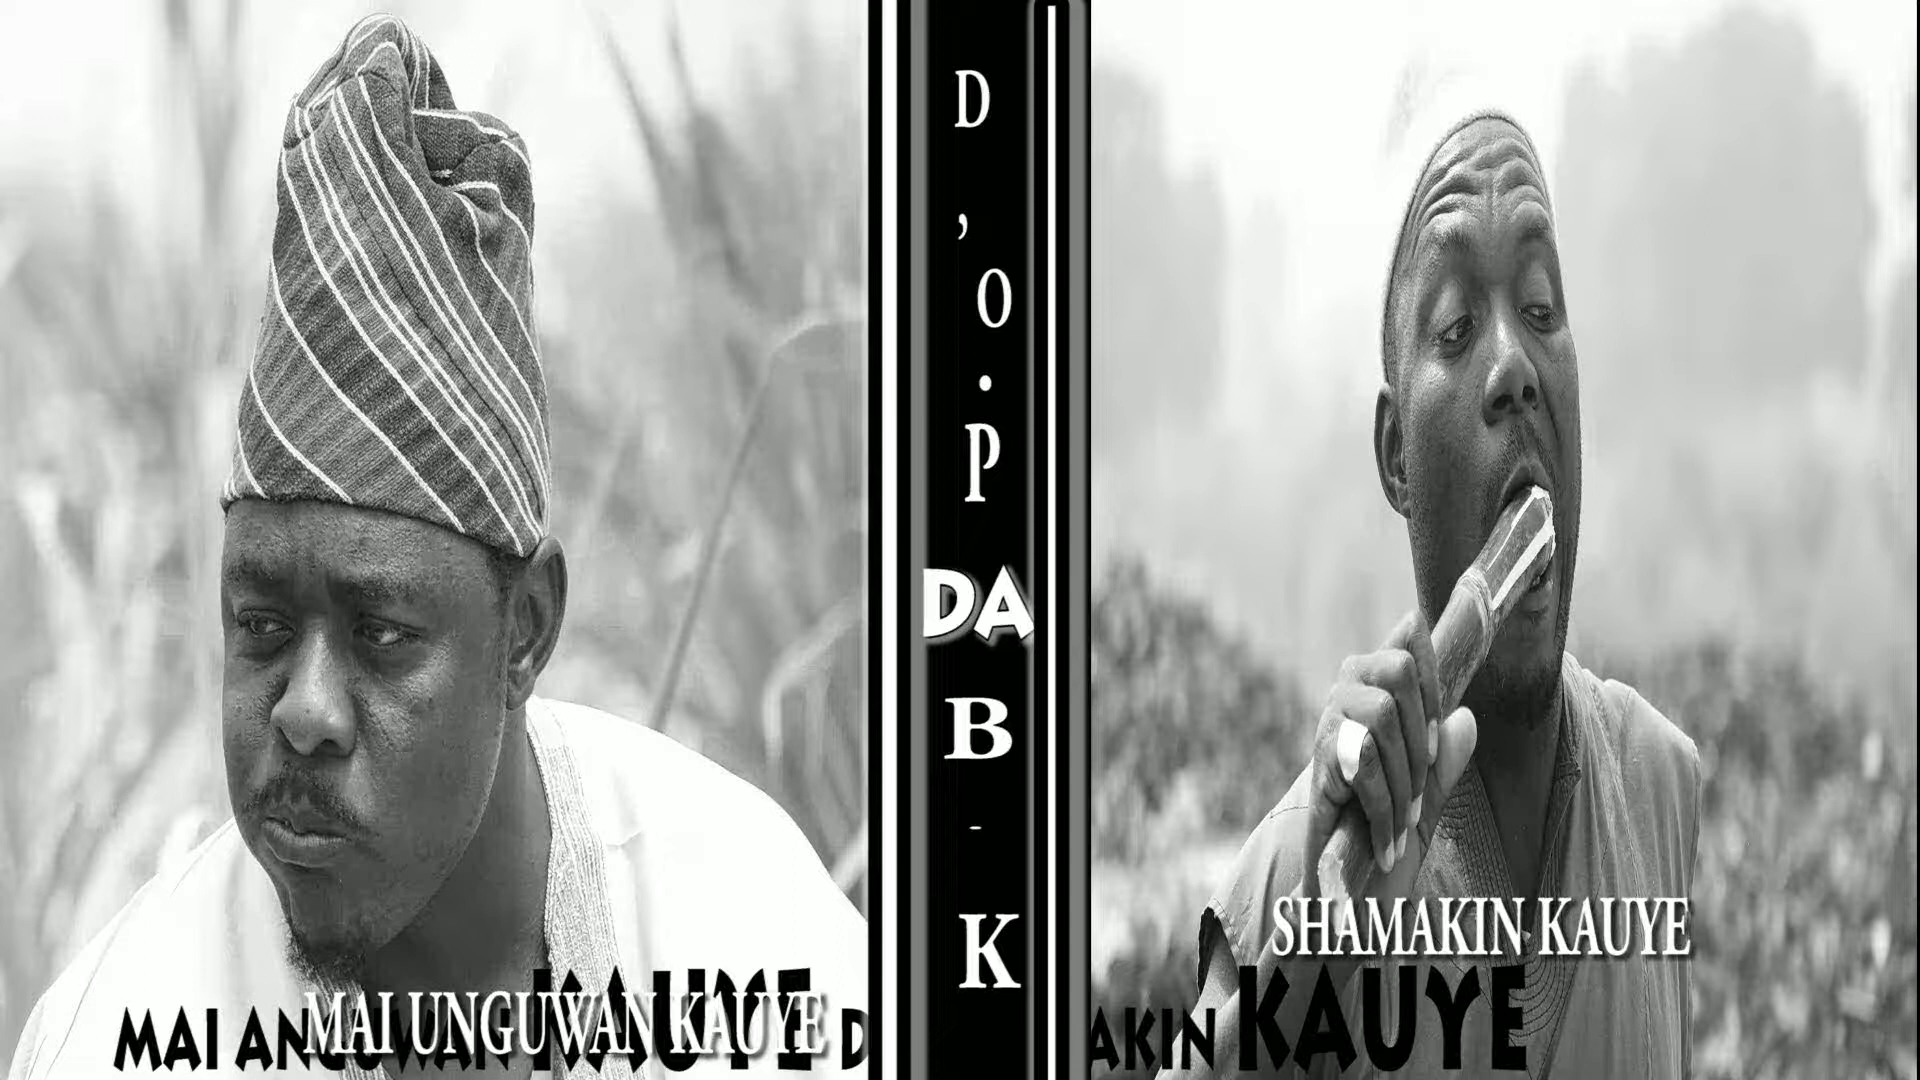 D
,
O
.
P
DA
B
-
K
SHAMAKIN KAUYE
MAI UNGUWAN KAUYE
MAI ANGUWAN KAUYE D
AKIN KAUYE